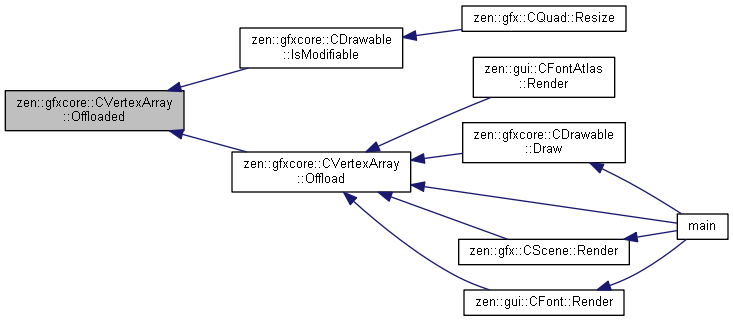 zen::gfxcore::CVertexArray
::Offloaded
zen::gfxcore::CDrawable
::IsModifiable
zen::gfx::CQuad::Resize
zen::gfxcore::CVertexArray
::Offload
zen::gui::CFontAtlas
::Render
zen::gfxcore::CDrawable
::Draw
main
zen::gfx::CScene::Render
zen::gui::CFont::Render